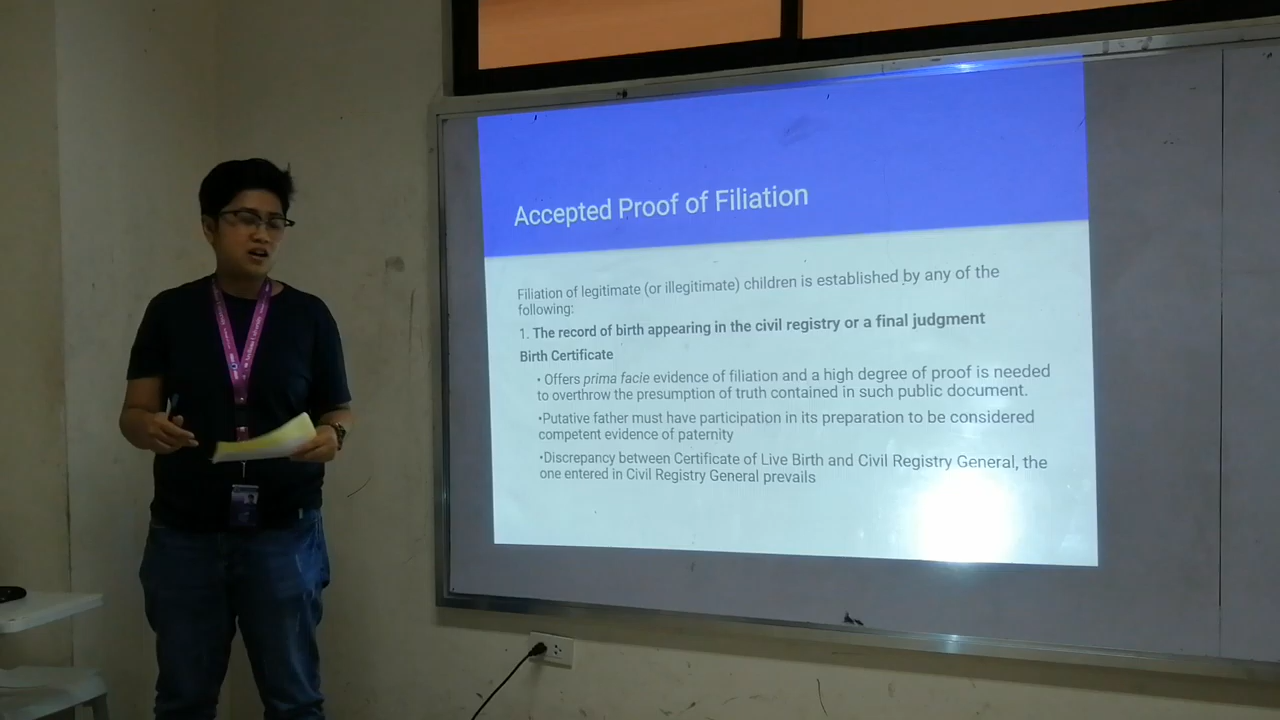 Accepted Proof of Filiation
Filiation of legitimate (or illegitimate) children is established by any of the
following:
1. The record of birth appearing in the civil registry or a final judgment
Birth Certificate
• Offers prima facie evidence of filiation and a high degree of proof is needed
to overthrow the presumption of truth contained in such public document.
•Putative father must have participation in its preparation to be considered
competent evidence of paternity
•Discrepancy between Certificate of Live Birth and Civil Registry General, the
one entered in Civil Registry General prevails